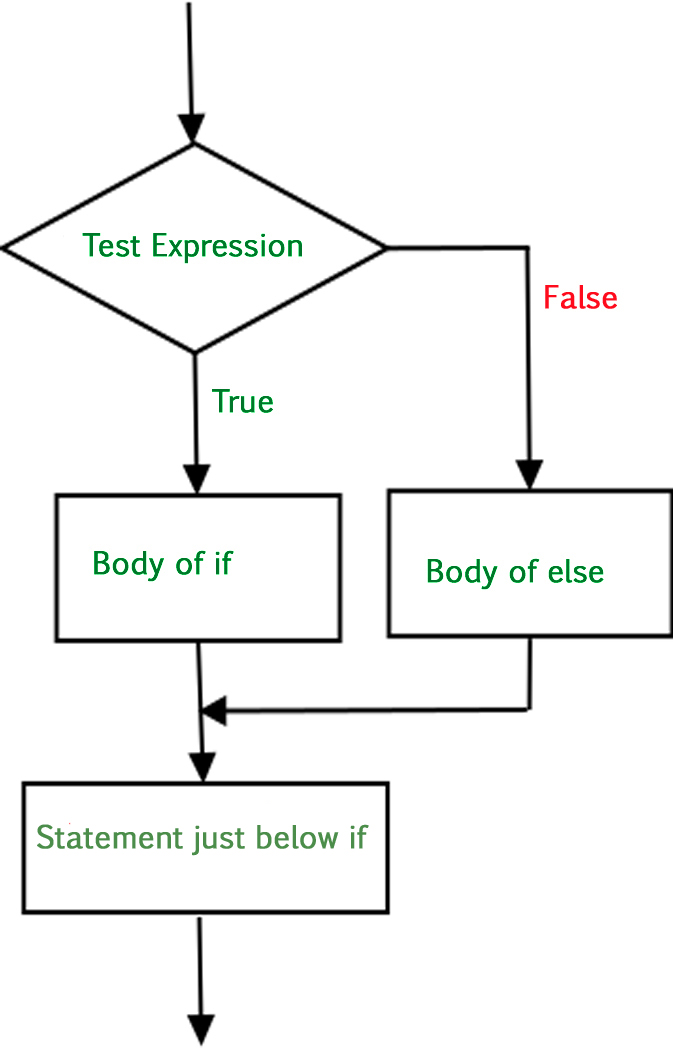 Test Expression
False
True
Body of if
Body of else
Statement just below if